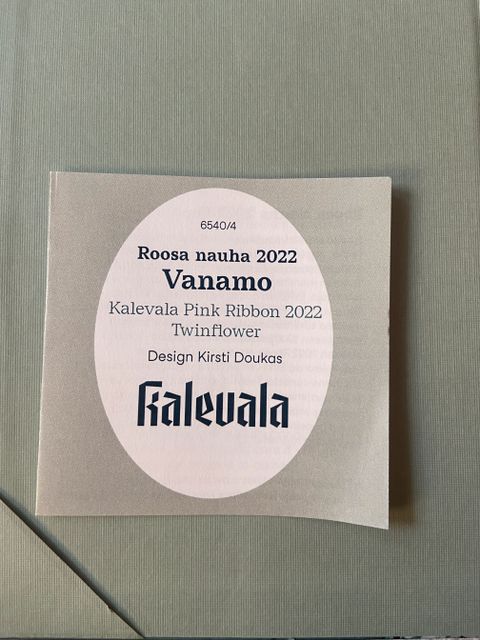 6540/4
Roosa nauha 2022
Vanamo
Kalevala Pink Ribbon 2022
Twinflower
Design Kirsti Doukas
Kalevala